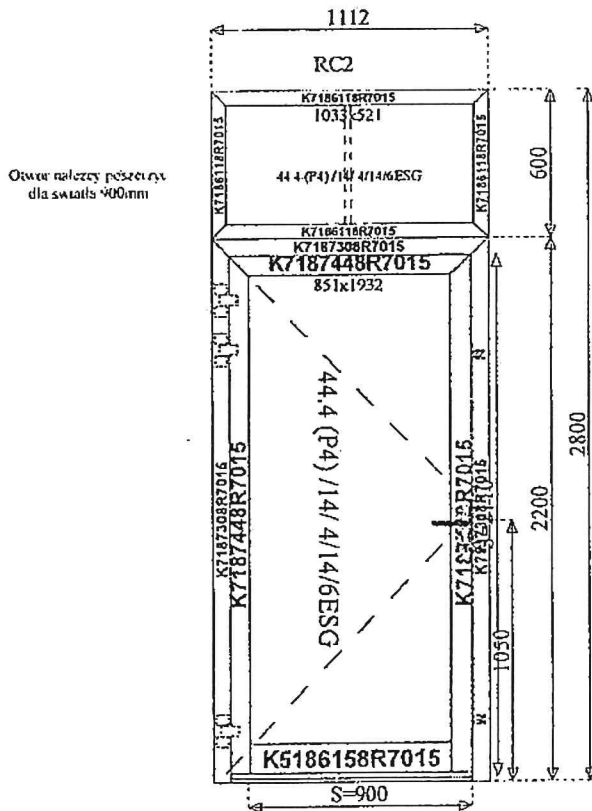 1112
RC2
K7186118R7015
1033x521
K7186118R7015
44.4 (P4) /14/ 4/14/6ESG
K7186118R7015
600
Otwór należy poszerzyć
dla światła 900mm
K7186118R7015
K7187308R7015
K7187448R7015
851x1932
44.4 (P4) /14/ 4/14/6ESG
K7187308R7015
K7187448R7015
2200
2800
1050
K5186158R7015
S=900